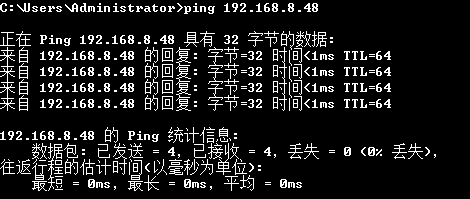 C:\Users\Administrator>ping 192.168.8.48
正在 Ping 192.168.8.48 具有 32 字节的数据:
来自 192.168.8.48 的回复: 字节=32 时间<1ms TTL=64
来自 192.168.8.48 的回复: 字节=32 时间<1ms TTL=64
来自 192.168.8.48 的回复: 字节=32 时间<1ms TTL=64
来自 192.168.8.48 的回复: 字节=32 时间<1ms TTL=64
192.168.8.48 的 Ping 统计信息:
数据包: 已发送 = 4, 已接收 = 4, 丢失 = 0 (0% 丢失),
往返行程的估计时间(以毫秒为单位):
最短 = 0ms, 最长 = 0ms, 平均 = 0ms